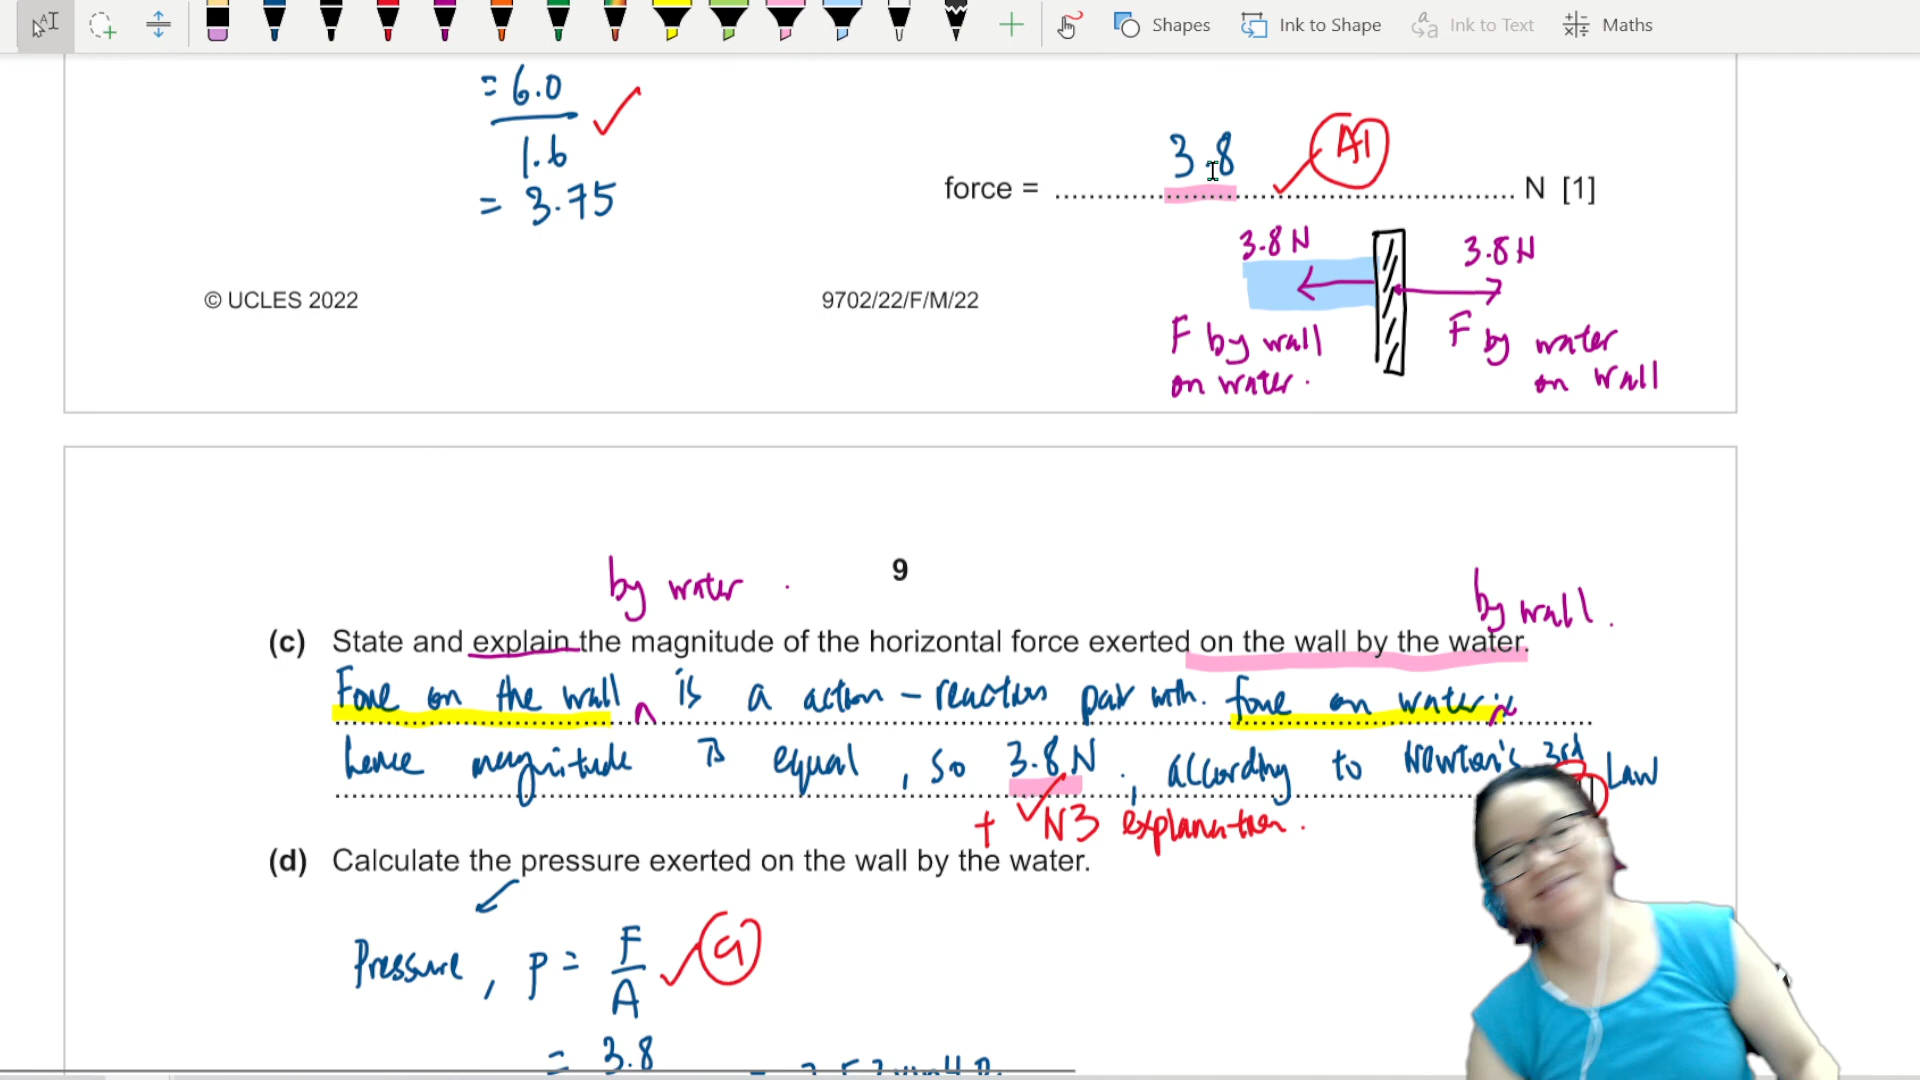 Shapes Ink to Shape Ink to Text Maths
= 6.0
1.6
= 3.75
3.8 A1
force = N [1]
3.8 N 3.8 N
F by wall
on water.
F by water
on wall
© UCLES 2022 9702/22/F/M/22
9
by water by wall.
(c) State and explain the magnitude of the horizontal force exerted on the wall by the water.
Force on the wall is a action - reaction pair with force on water
hence magnitude is equal, so 3.8 N, according to Newton's 3rd Law
+ N3 explanation.
(d) Calculate the pressure exerted on the wall by the water.
Pressure, p = F
A
= 3.8